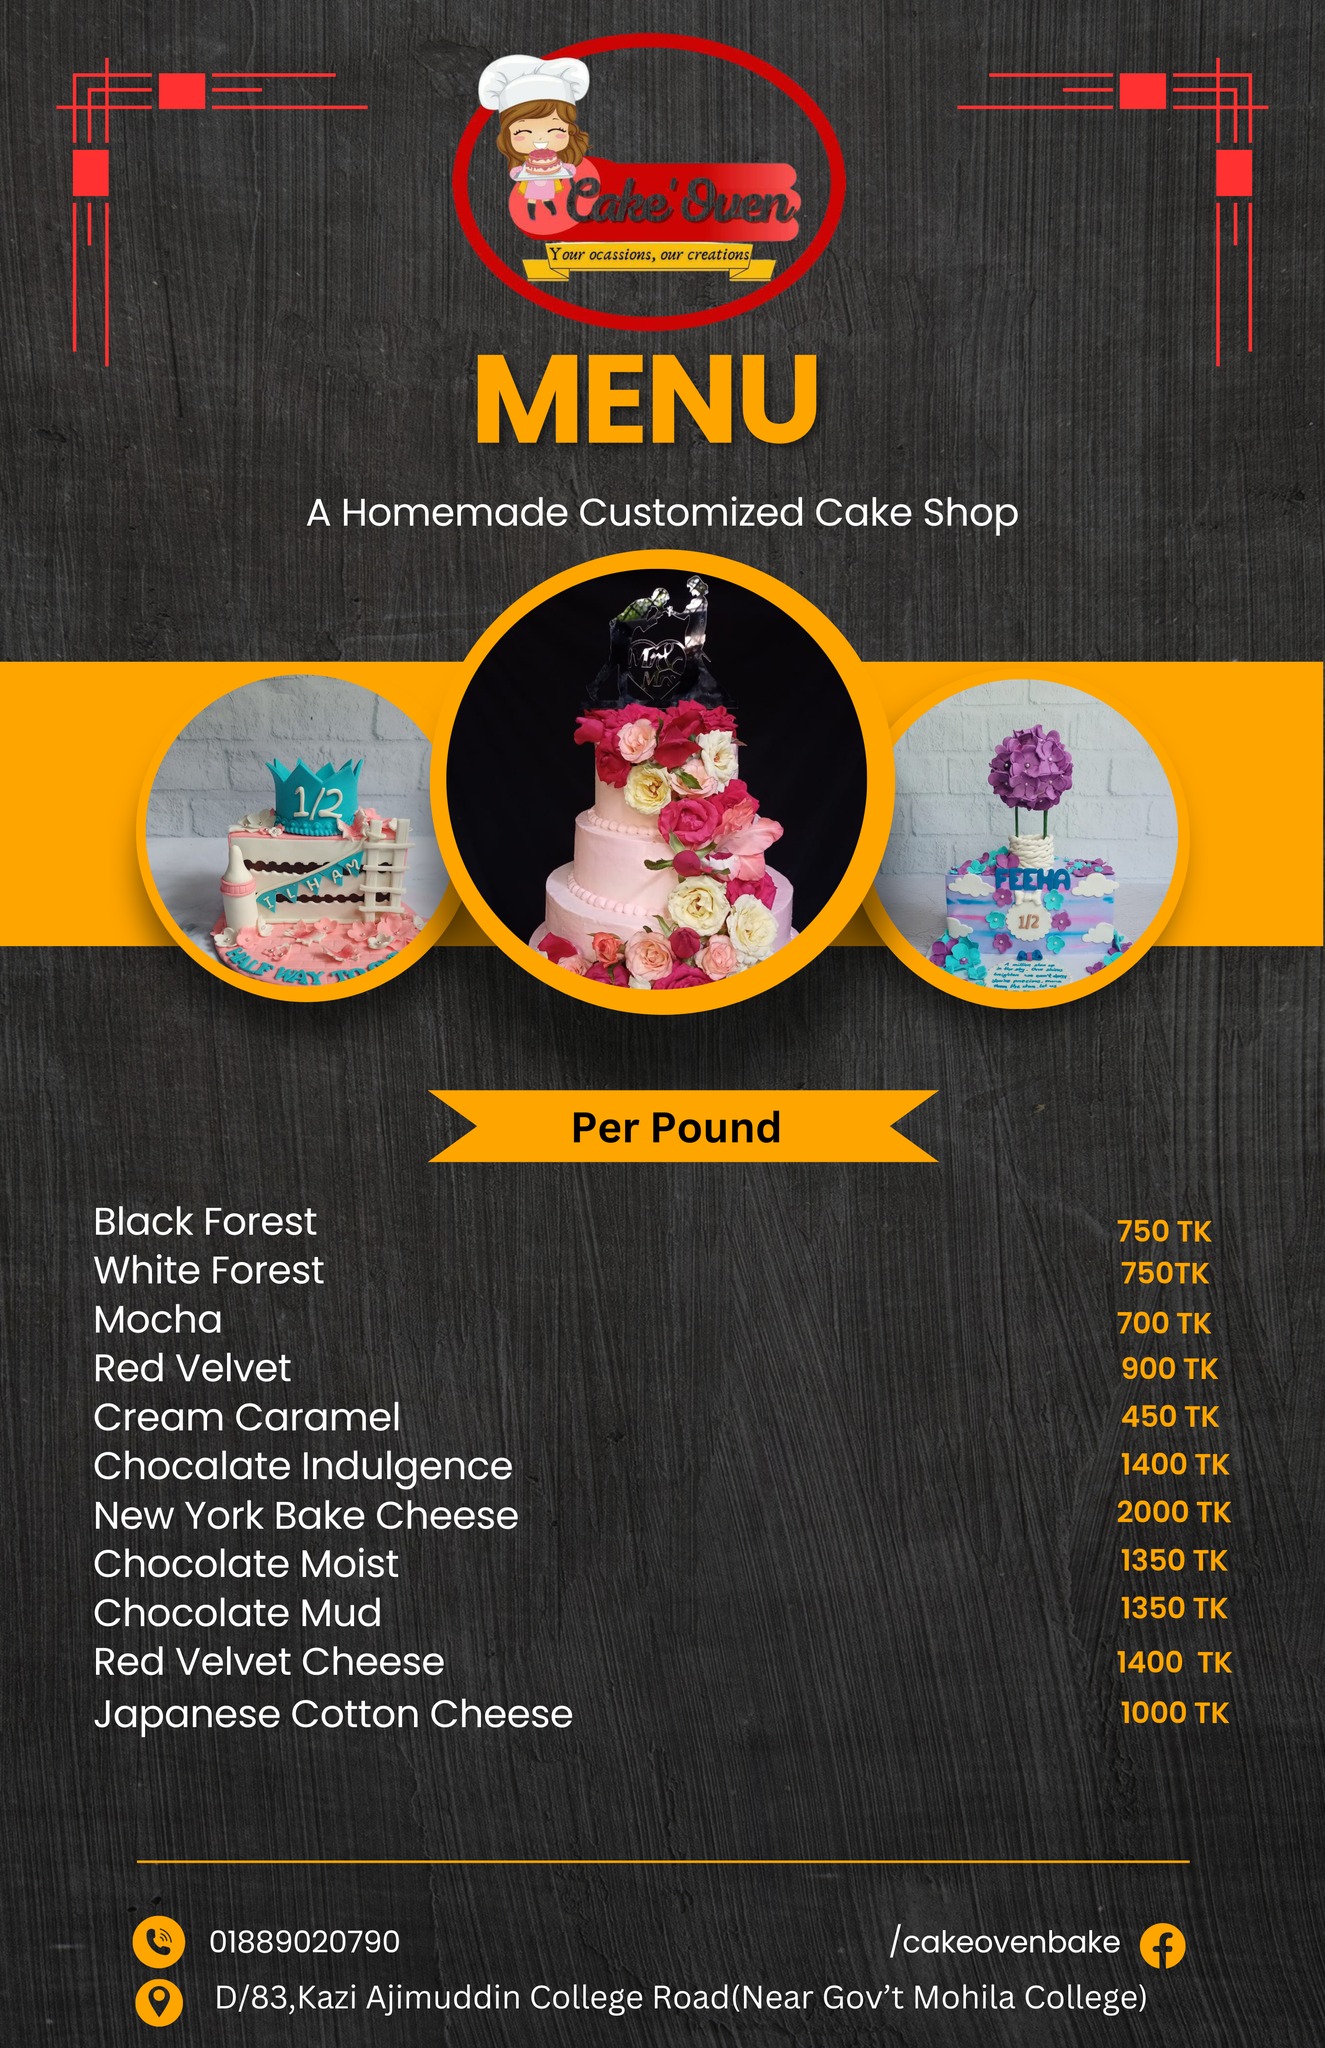 Cake'Oven
Your ocassions, our creations
MENU
A Homemade Customized Cake Shop
1/2
ILHAM
HALF WAY TO
FEEHA
1/2
Per Pound
Black Forest 750 TK
White Forest 750TK
Mocha 700 TK
Red Velvet 900 TK
Cream Caramel 450 TK
Chocalate Indulgence 1400 TK
New York Bake Cheese 2000 TK
Chocolate Moist 1350 TK
Chocolate Mud 1350 TK
Red Velvet Cheese 1400 TK
Japanese Cotton Cheese 1000 TK
01889020790
/cakeovenbake
D/83,Kazi Ajimuddin College Road(Near Gov't Mohila College)